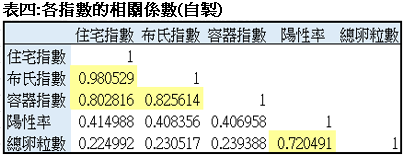 表四:各指數的相關係數(自製)
住宅指數 布氏指數 容器指數 陽性率 總卵粒數
住宅指數 1
布氏指數 0.980529 1
容器指數 0.802816 0.825614 1
陽性率 0.414988 0.408356 0.406958 1
總卵粒數 0.224992 0.230517 0.239388 0.720491 1